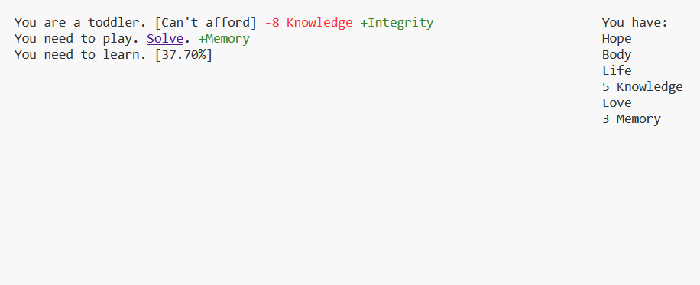 You are a toddler. [Can't afford] -8 Knowledge +Integrity
You need to play. Solve. +Memory
You need to learn. [37.70%]
You have:
Hope
Body
Life
5 Knowledge
Love
3 Memory